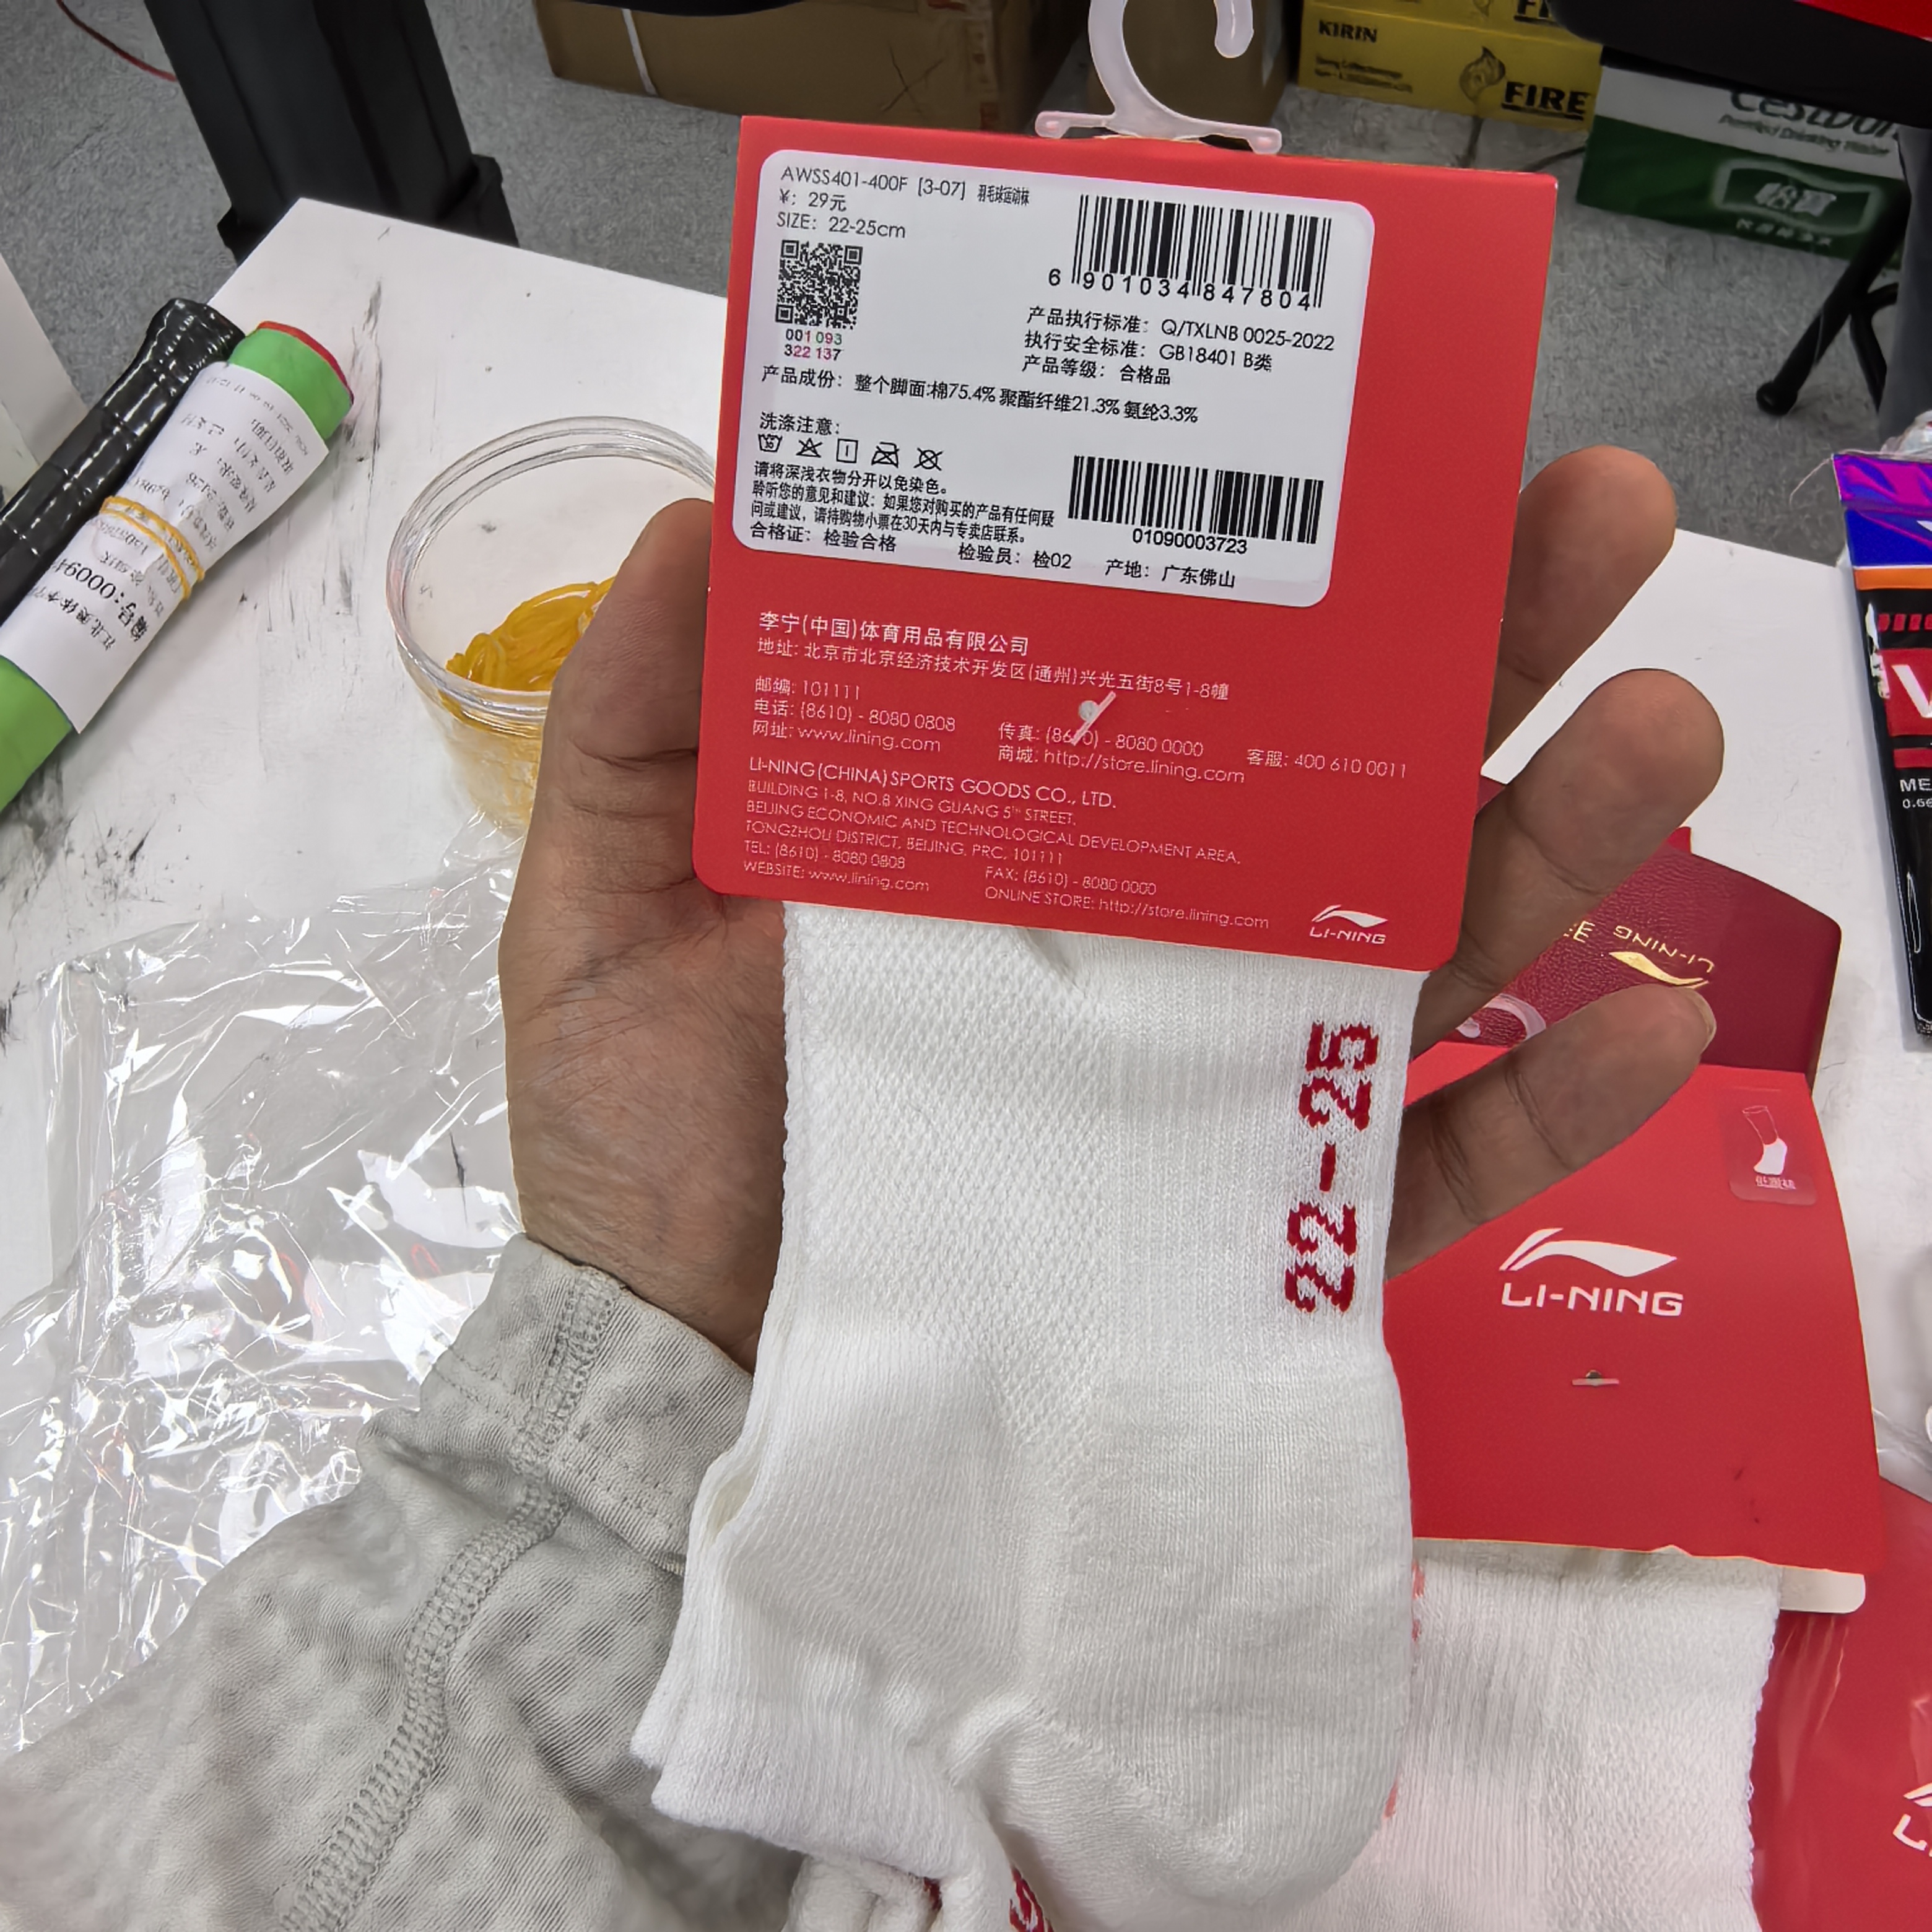 KIRIN
FIRE
怡寶
AWSS401-400F [3-07] 羽毛球运动袜
¥: 29元
SIZE: 22-25cm
6 901034 847804
001 093
322 137
产品执行标准: Q/TXLNB 0025-2022
执行安全标准: GB18401 B类
产品等级: 合格品
产品成份: 整个脚面:棉75.4% 聚酯纤维21.3% 氨纶3.3%
洗涤注意:
请将深浅衣物分开以免染色。
聆听您的意见和建议: 如果您对购买的产品有任何疑
问或建议, 请持购物小票在30天内与专卖店联系。
合格证: 检验合格 检验员: 检02 产地: 广东佛山
01090003723
李宁(中国)体育用品有限公司
地址: 北京市北京经济技术开发区(通州)兴光五街8号1-8幢
邮编: 101111
电话: (8610) - 8080 0808 传真: (8610) - 8080 0000 客服: 400 610 0011
网址: www.lining.com 商城: http://store.lining.com
LI-NING(CHINA)SPORTS GOODS CO., LTD.
BUILDING 1-8, NO.8 XING GUANG 5TH STREET,
BEIJING ECONOMIC AND TECHNOLOGICAL DEVELOPMENT AREA,
TONGZHOU DISTRICT, BEIJING, PRC, 101111
TEL: (8610) - 8080 0808 FAX: (8610) - 8080 0000
WEBSITE: www.lining.com ONLINE STORE: http://store.lining.com
LI-NING
22-25
LI-NING
LI-NING